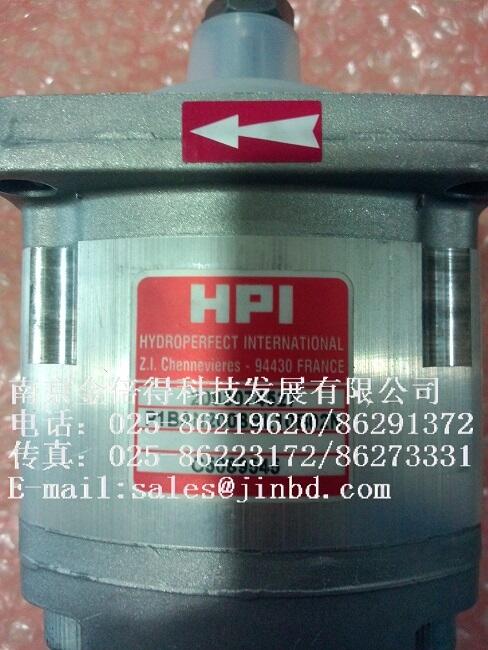 HPI
HYDROPERFECT INTERNATIONAL
Z.I. Chennevieres - 94430 FRANCE
南京金倍得科技发展有限公司
电话: 025 86219620/86291372
传真: 025 86223172/86273331
E-mail:sales@jinbd.com